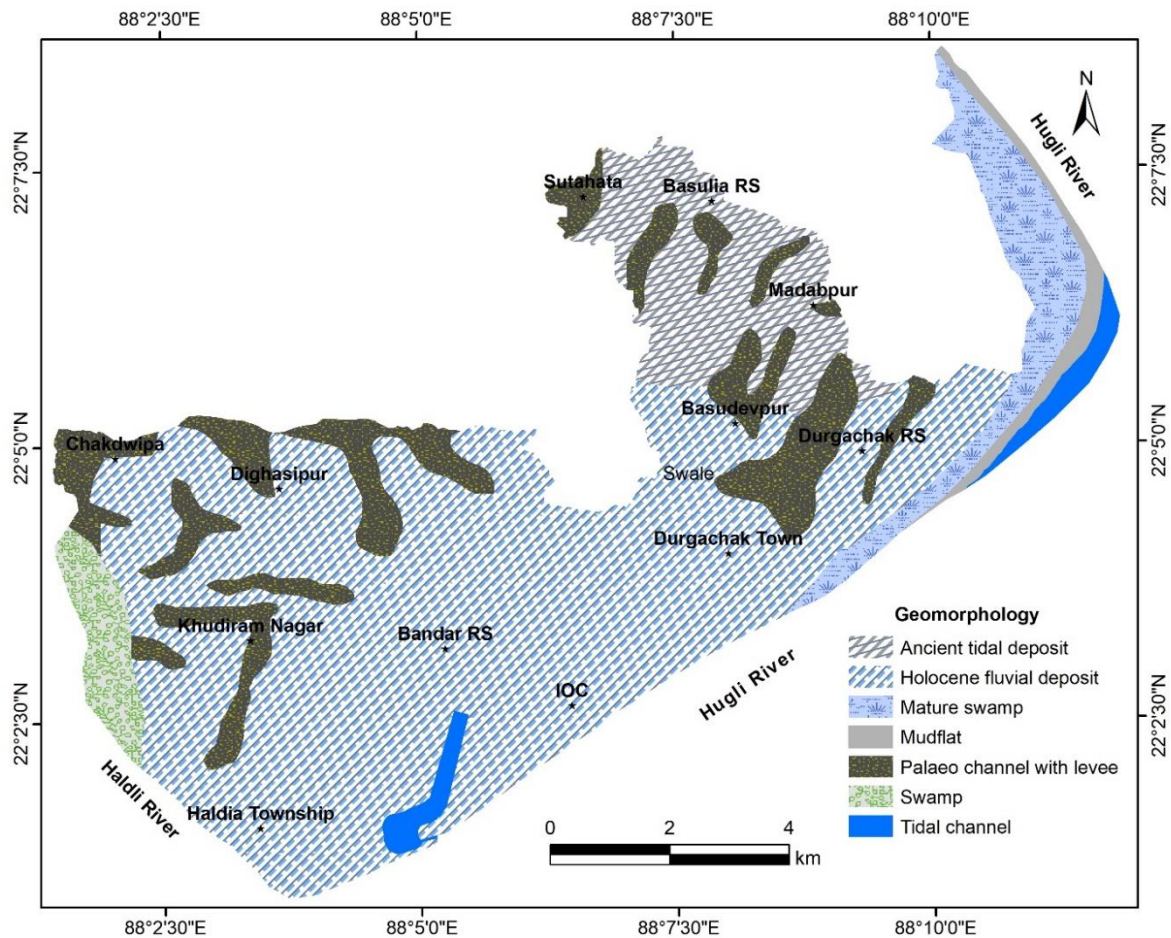 88°2'30"E
88°5'0"E
88°7'30"E
88°10'0"E
N
Hugli River
22°7'30"N
22°7'30"N
Sutahata
Basulia RS
Madabpur
Basudevpur
Durgachak RS
22°5'0"N
22°5'0"N
Chakdwipa
Dighasipur
Swale
Durgachak Town
Khudiram Nagar
Bandar RS
IOC
Hugli River
22°2'30"N
22°2'30"N
Haldli River
Haldia Township
Geomorphology
Ancient tidal deposit
Holocene fluvial deposit
Mature swamp
Mudflat
Palaeo channel with levee
Swamp
Tidal channel
0 2 4
km
88°2'30"E
88°5'0"E
88°7'30"E
88°10'0"E